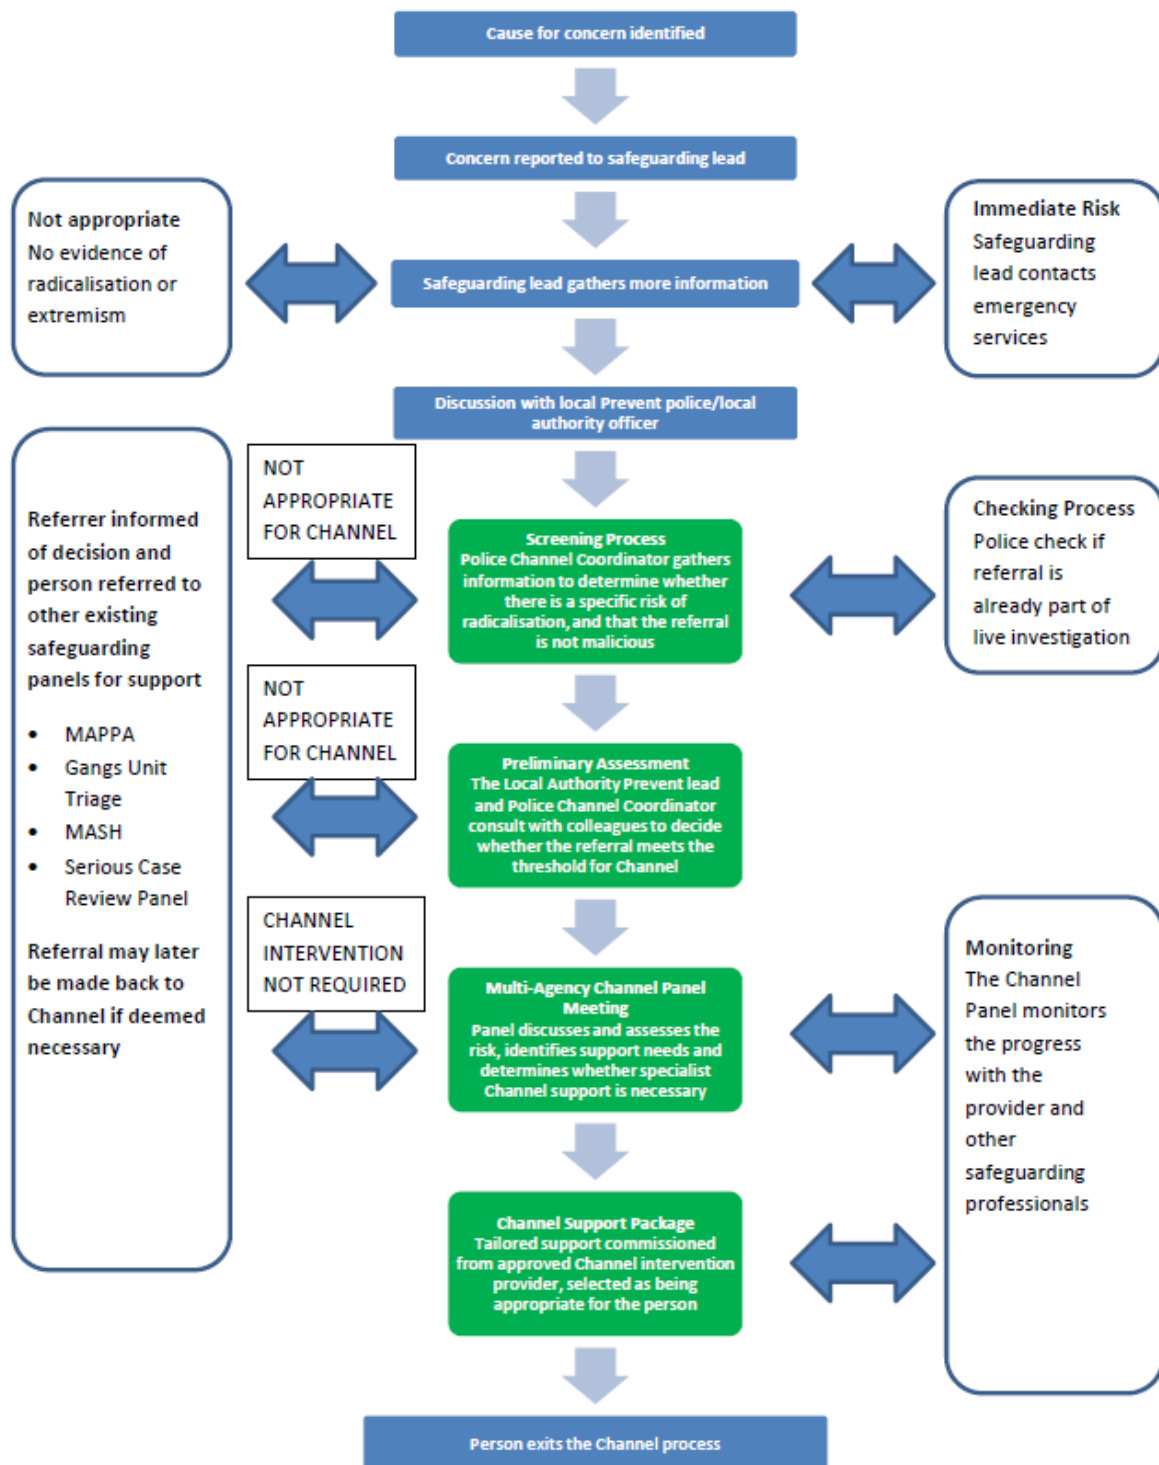 Cause for concern identified
Concern reported to safeguarding lead
Not appropriate
No evidence of
radicalisation or
extremism
Safeguarding lead gathers more information
Immediate Risk
Safeguarding
lead contacts
emergency
services
Discussion with local Prevent police/local
authority officer
Referrer informed
of decision and
person referred to
other existing
safeguarding
panels for support
• MAPPA
• Gangs Unit
Triage
• MASH
• Serious Case
Review Panel
Referral may later
be made back to
Channel if deemed
necessary
NOT
APPROPRIATE
FOR CHANNEL
Screening Process
Police Channel Coordinator gathers
information to determine whether
there is a specific risk of
radicalisation, and that the referral
is not malicious
Checking Process
Police check if
referral is
already part of
live investigation
NOT
APPROPRIATE
FOR CHANNEL
Preliminary Assessment
The Local Authority Prevent lead
and Police Channel Coordinator
consult with colleagues to decide
whether the referral meets the
threshold for Channel
CHANNEL
INTERVENTION
NOT REQUIRED
Multi-Agency Channel Panel
Meeting
Panel discusses and assesses the
risk, identifies support needs and
determines whether specialist
Channel support is necessary
Monitoring
The Channel
Panel monitors
the progress
with the
provider and
other
safeguarding
professionals
Channel Support Package
Tailored support commissioned
from approved Channel intervention
provider, selected as being
appropriate for the person
Person exits the Channel process